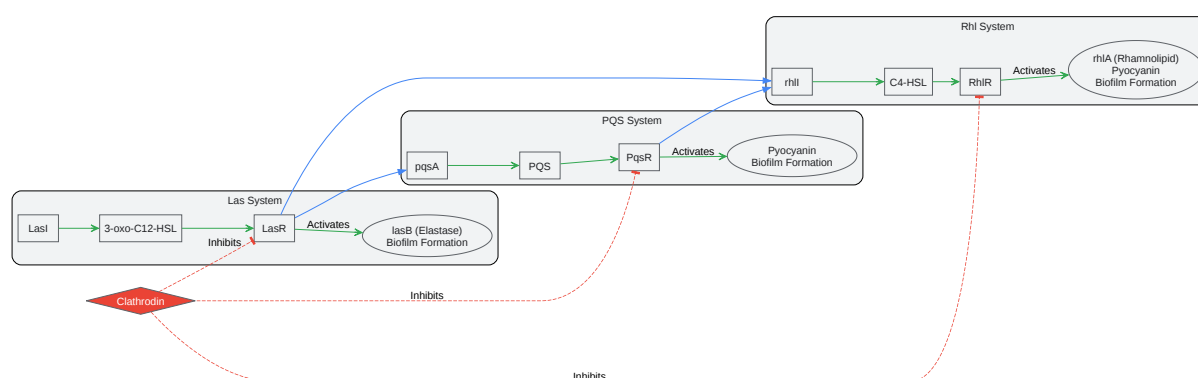 Rhl System
rhlI
C4-HSL
RhlR
Activates
rhlA (Rhamnolipid)
Pyocyanin
Biofilm Formation
PQS System
pqsA
PQS
PqsR
Activates
Pyocyanin
Biofilm Formation
Las System
LasI
3-oxo-C12-HSL
LasR
Activates
lasB (Elastase)
Biofilm Formation
Inhibits
Clathrodin
Inhibits
Inhibits